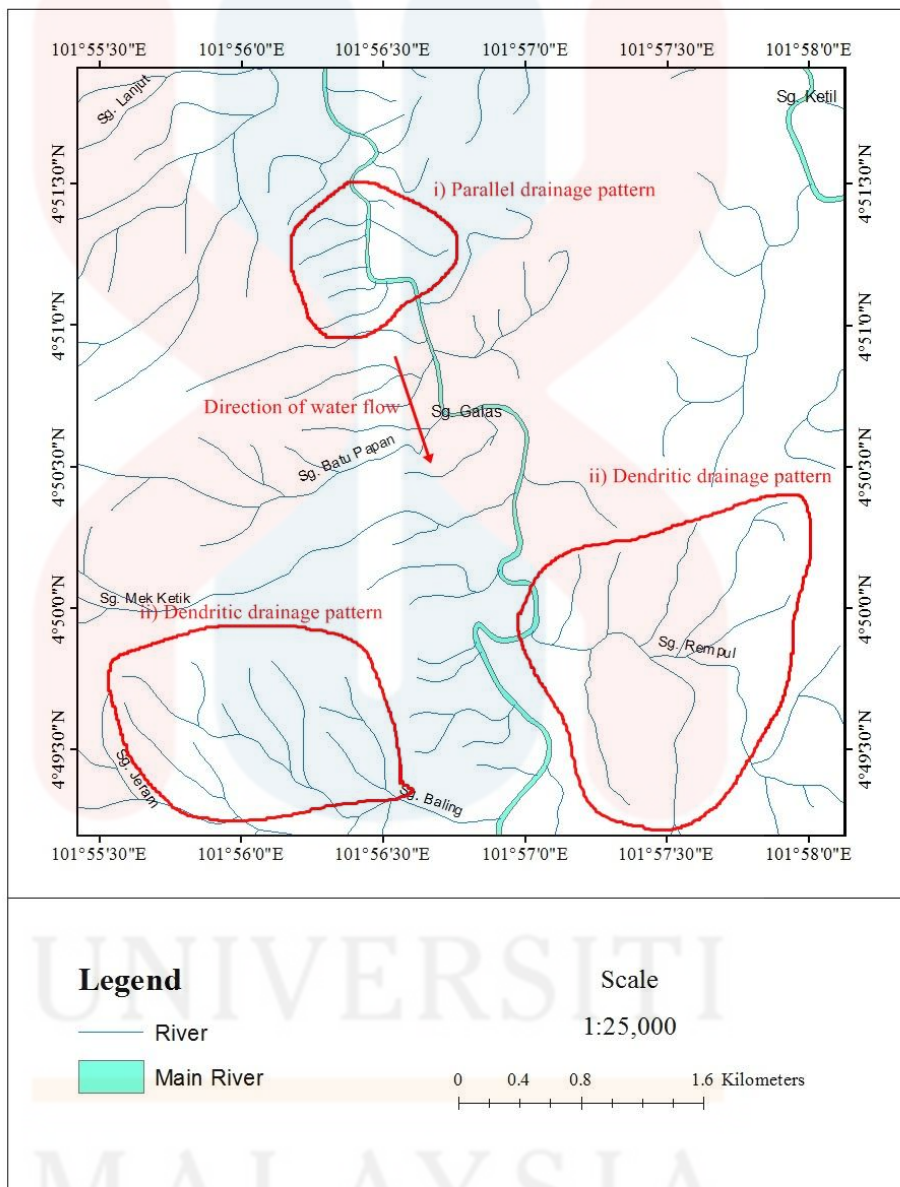 101°55'30"E 101°56'0"E 101°56'30"E 101°57'0"E 101°57'30"E 101°58'0"E
Sg. Lanjut
Sg. Ketil
4°51'30"N
4°51'30"N
i) Parallel drainage pattern
4°51'0"N
4°51'0"N
Direction of water flow
Sg. Galas
Sg. Batu Papan
4°50'30"N
4°50'30"N
ii) Dendritic drainage pattern
Sg. Mek Ketik
4°50'0"N
4°50'0"N
ii) Dendritic drainage pattern
Sg. Rempul
4°49'30"N
4°49'30"N
Sg. Jeram
Sg. Baling
101°55'30"E 101°56'0"E 101°56'30"E 101°57'0"E 101°57'30"E 101°58'0"E
UNIVERSITI
Legend
Scale
1:25,000
River
Main River
0 0.4 0.8 1.6 Kilometers
MALAYSIA